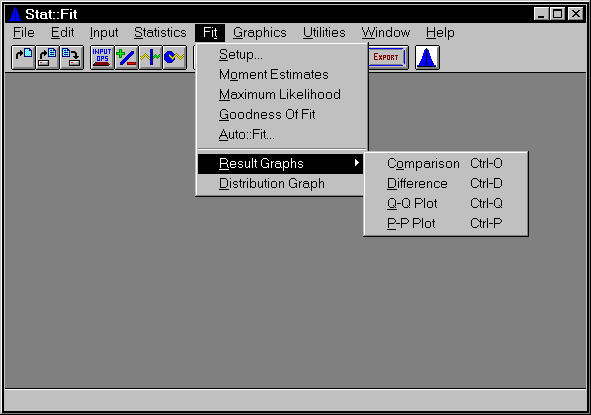 Stat::Fit
File Edit Input Statistics Fit Graphics Utilities Window Help
INPUT OPS EXPORT
Setup...
Moment Estimates
Maximum Likelihood
Goodness Of Fit
Auto::Fit...
Result Graphs
Distribution Graph
Comparison Ctrl-O
Difference Ctrl-D
Q-Q Plot Ctrl-Q
P-P Plot Ctrl-P